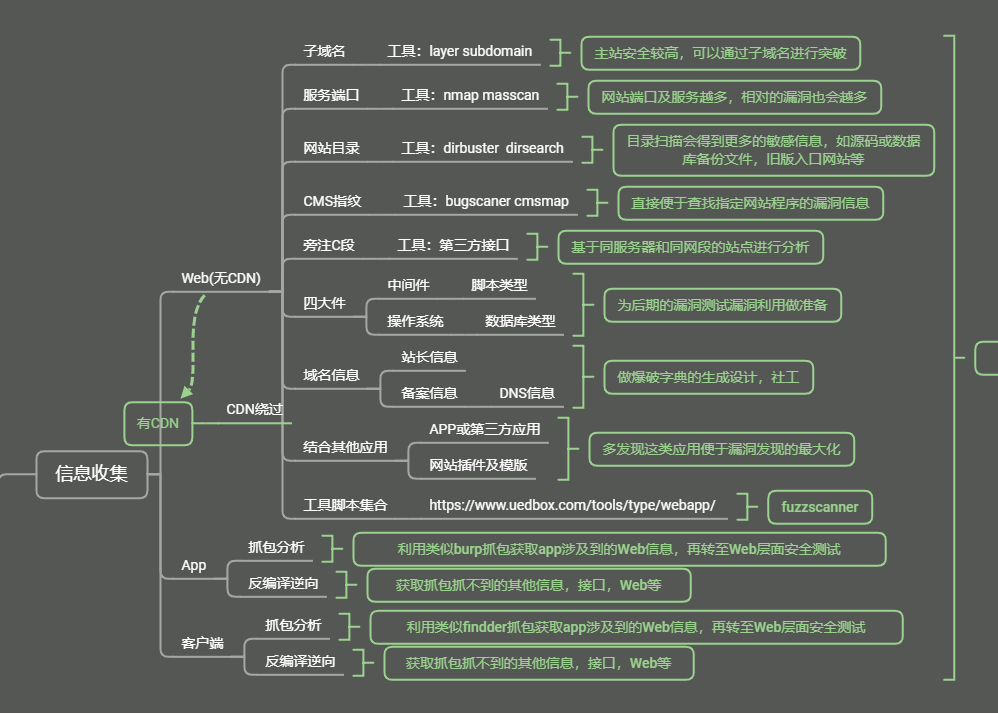 子域名 工具：layer subdomain 主站安全较高，可以通过子域名进行突破
服务端口 工具：nmap masscan 网站端口及服务越多，相对的漏洞也会越多
网站目录 工具：dirbuster dirsearch 目录扫描会得到更多的敏感信息，如源码或数据
库备份文件，旧版入口网站等
CMS指纹 工具：bugscaner cmsmap 直接便于查找指定网站程序的漏洞信息
旁注C段 工具：第三方接口 基于同服务器和同网段的站点进行分析
Web(无CDN)
四大件
中间件 脚本类型
操作系统 数据库类型
为后期的漏洞测试漏洞利用做准备
域名信息
站长信息
备案信息 DNS信息
做爆破字典的生成设计，社工
有CDN CDN绕过
结合其他应用
APP或第三方应用
网站插件及模版
多发现这类应用便于漏洞发现的最大化
信息收集
工具脚本集合 https://www.uedbox.com/tools/type/webapp/ fuzzscanner
App
抓包分析 利用类似burp抓包获取app涉及到的Web信息，再转至Web层面安全测试
反编译逆向 获取抓包抓不到的其他信息，接口，Web等
客户端
抓包分析 利用类似findder抓包获取app涉及到的Web信息，再转至Web层面安全测试
反编译逆向 获取抓包抓不到的其他信息，接口，Web等